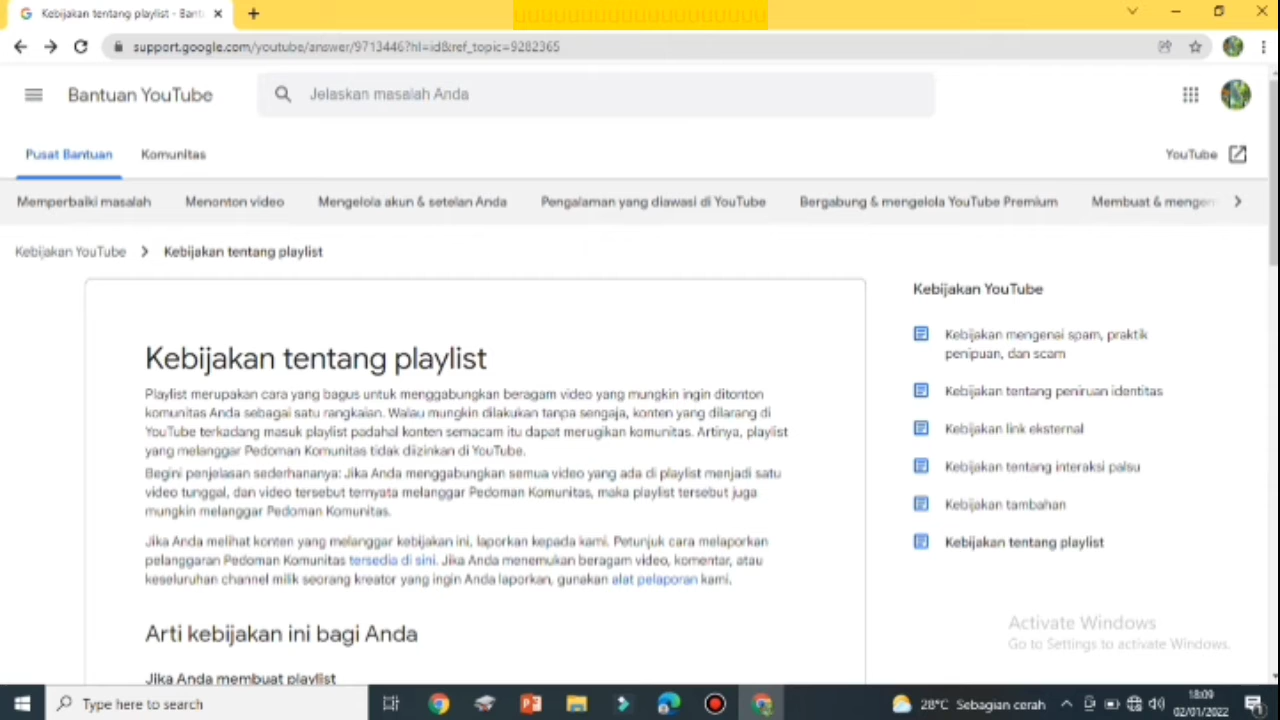 Kebijakan tentang playlist - Bant
support.google.com/youtube/answer/9713446?hl=id&ref_topic=9282365
Bantuan YouTube
Jelaskan masalah Anda
Pusat Bantuan
Komunitas
YouTube
Memperbaiki masalah
Menonton video
Mengelola akun & setelan Anda
Pengalaman yang diawasi di YouTube
Bergabung & mengelola YouTube Premium
Membuat & mengem
Kebijakan YouTube
Kebijakan tentang playlist
Kebijakan tentang playlist
Playlist merupakan cara yang bagus untuk menggabungkan beragam video yang mungkin ingin ditonton
komunitas Anda sebagai satu rangkaian. Walau mungkin dilakukan tanpa sengaja, konten yang dilarang di
YouTube terkadang masuk playlist padahal konten semacam itu dapat merugikan komunitas. Artinya, playlist
yang melanggar Pedoman Komunitas tidak diizinkan di YouTube.
Begini penjelasan sederhananya: Jika Anda menggabungkan semua video yang ada di playlist menjadi satu
video tunggal, dan video tersebut ternyata melanggar Pedoman Komunitas, maka playlist tersebut juga
mungkin melanggar Pedoman Komunitas.
Jika Anda melihat konten yang melanggar kebijakan ini, laporkan kepada kami. Petunjuk cara melaporkan
pelanggaran Pedoman Komunitas tersedia di sini. Jika Anda menemukan beragam video, komentar, atau
keseluruhan channel milik seorang kreator yang ingin Anda laporkan, gunakan alat pelaporan kami.
Arti kebijakan ini bagi Anda
Jika Anda membuat playlist
Kebijakan YouTube
Kebijakan mengenai spam, praktik
penipuan, dan scam
Kebijakan tentang peniruan identitas
Kebijakan link eksternal
Kebijakan tentang interaksi palsu
Kebijakan tambahan
Kebijakan tentang playlist
Activate Windows
Go to Settings to activate Windows.
Type here to search
28°C Sebagian cerah
18:09
02/01/2022